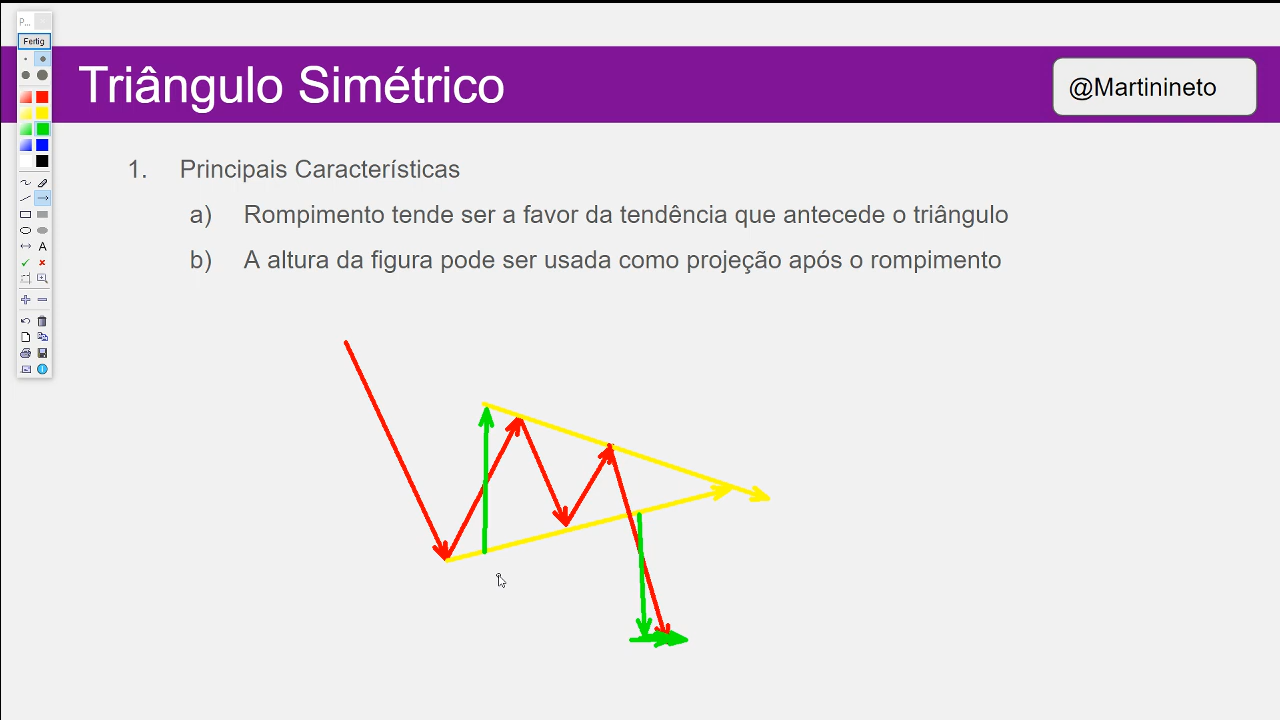 P...
Fertig
Triângulo Simétrico
@Martinineto
1. Principais Características
a) Rompimento tende ser a favor da tendência que antecede o triângulo
b) A altura da figura pode ser usada como projeção após o rompimento
A